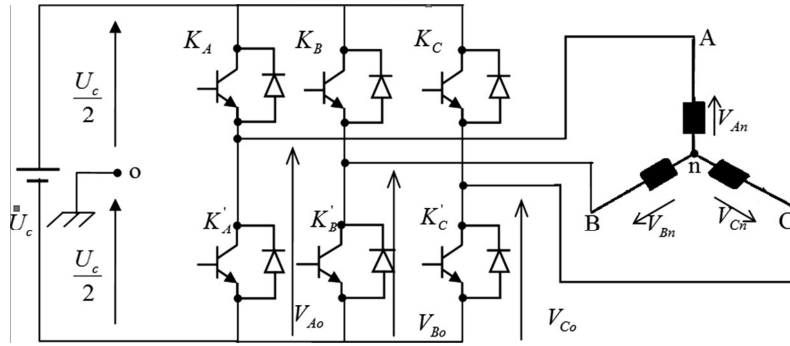 K_A K_B K_C A
U_c/2
V_An
o n
K'_A K'_B K'_C
B V_Bn V_Cn C
U_c
U_c/2
V_Ao V_Bo V_Co